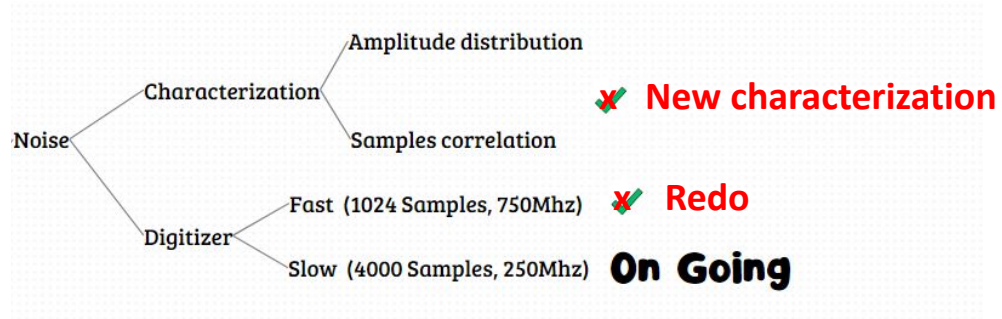 Amplitude distribution
Characterization
x New characterization
Noise
Samples correlation
Fast (1024 Samples, 750Mhz) x Redo
Digitizer
Slow (4000 Samples, 250Mhz) On Going